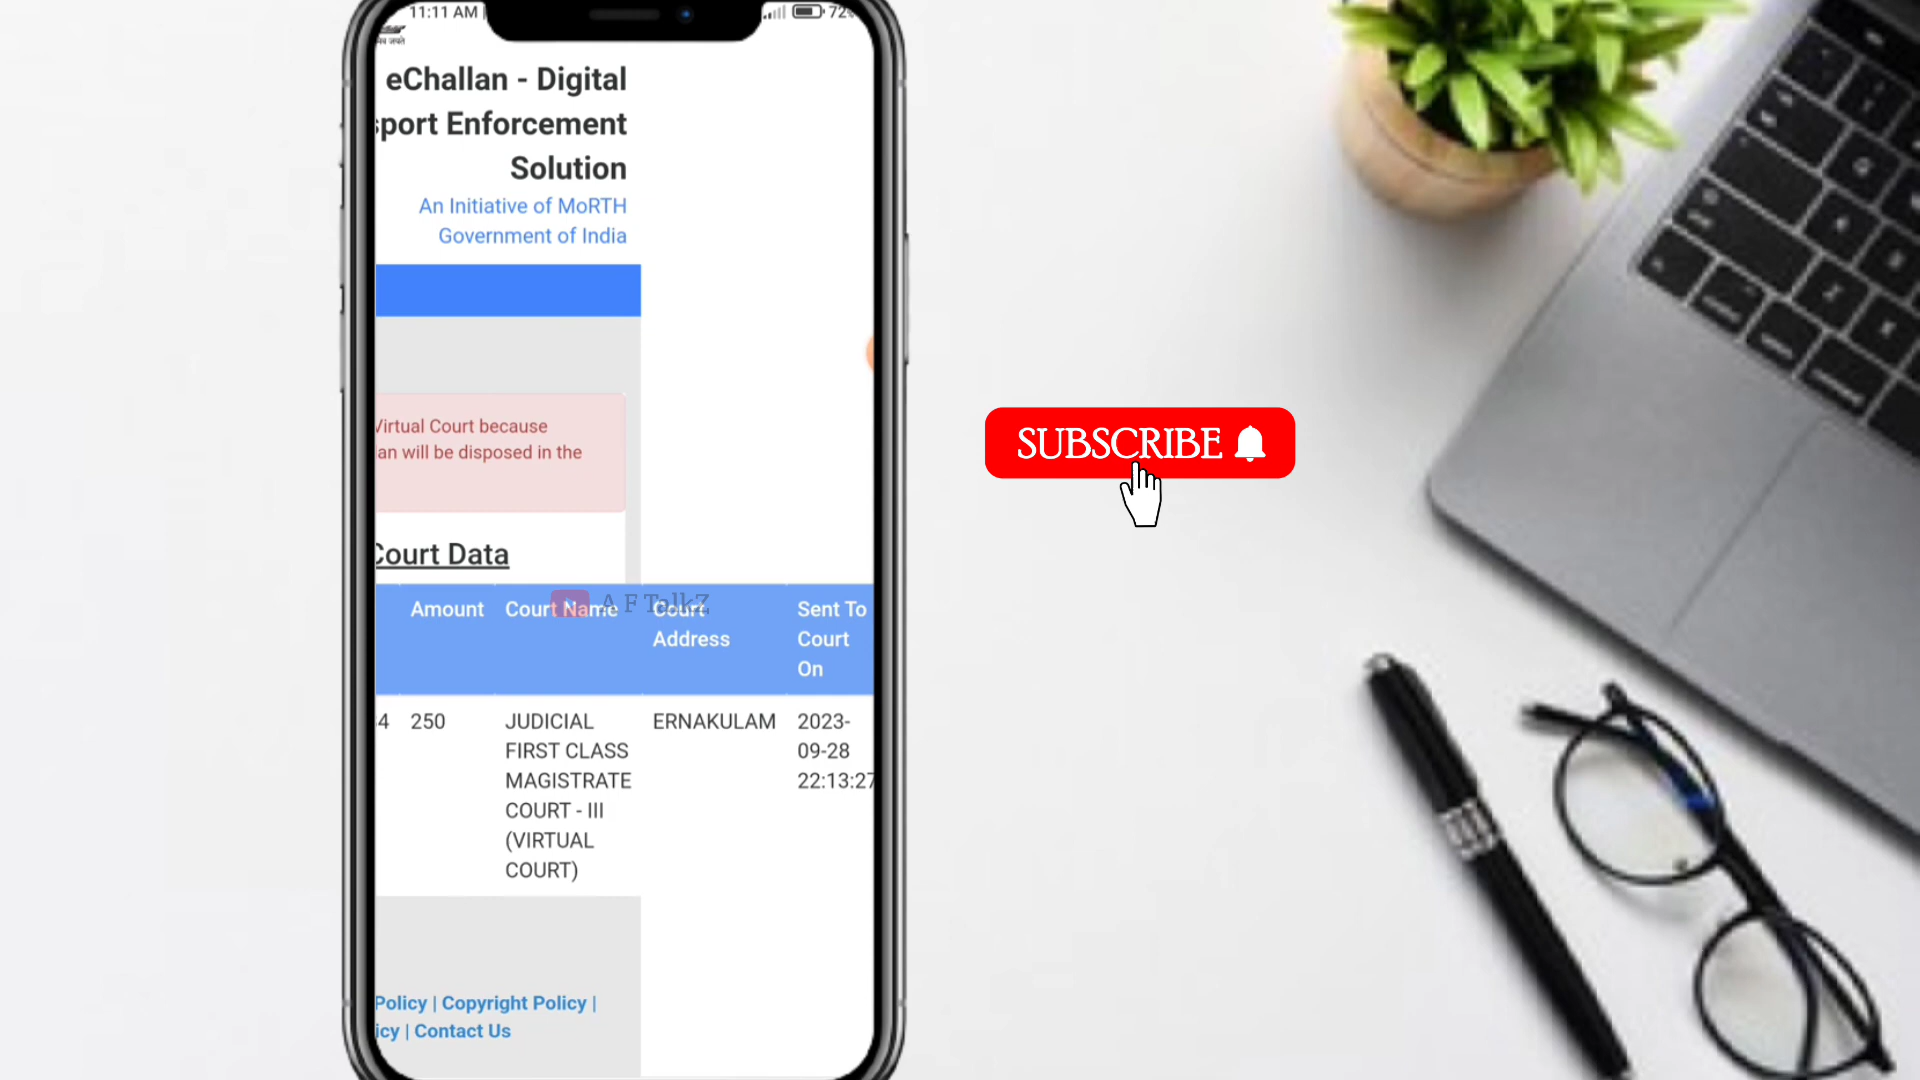 11:11 AM
72%
eChallan - Digital
sport Enforcement
Solution
An Initiative of MoRTH
Government of India
Virtual Court because
an will be disposed in the
Court Data
Amount
Court Name
Court
Address
Sent To
Court
On
A F TalkZ
4
250
JUDICIAL
FIRST CLASS
MAGISTRATE
COURT - III
(VIRTUAL
COURT)
ERNAKULAM
2023-
09-28
22:13:27
Policy | Copyright Policy |
icy | Contact Us
SUBSCRIBE